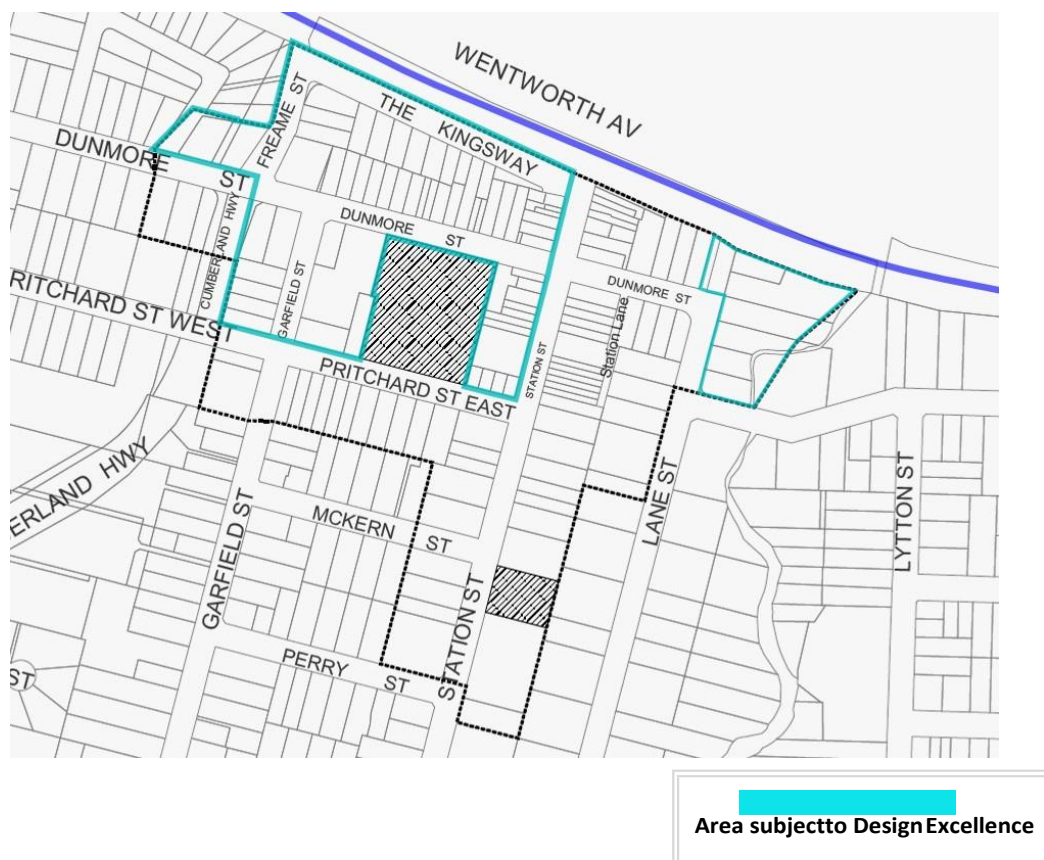 WENTWORTH AV
THE KINGSWAY
FREAME ST
DUNMORE ST
DUNMORE ST
CUMBERLAND HWY
GARFIELD ST
DUNMORE ST
Station Lane
RITCHARD ST WEST
PRITCHARD ST EAST
STATION ST
ERLAND HWY
GARFIELD ST
MCKERN ST
LANE ST
LYTTON ST
STATION ST
PERRY ST
ST
Area subjectto Design Excellence